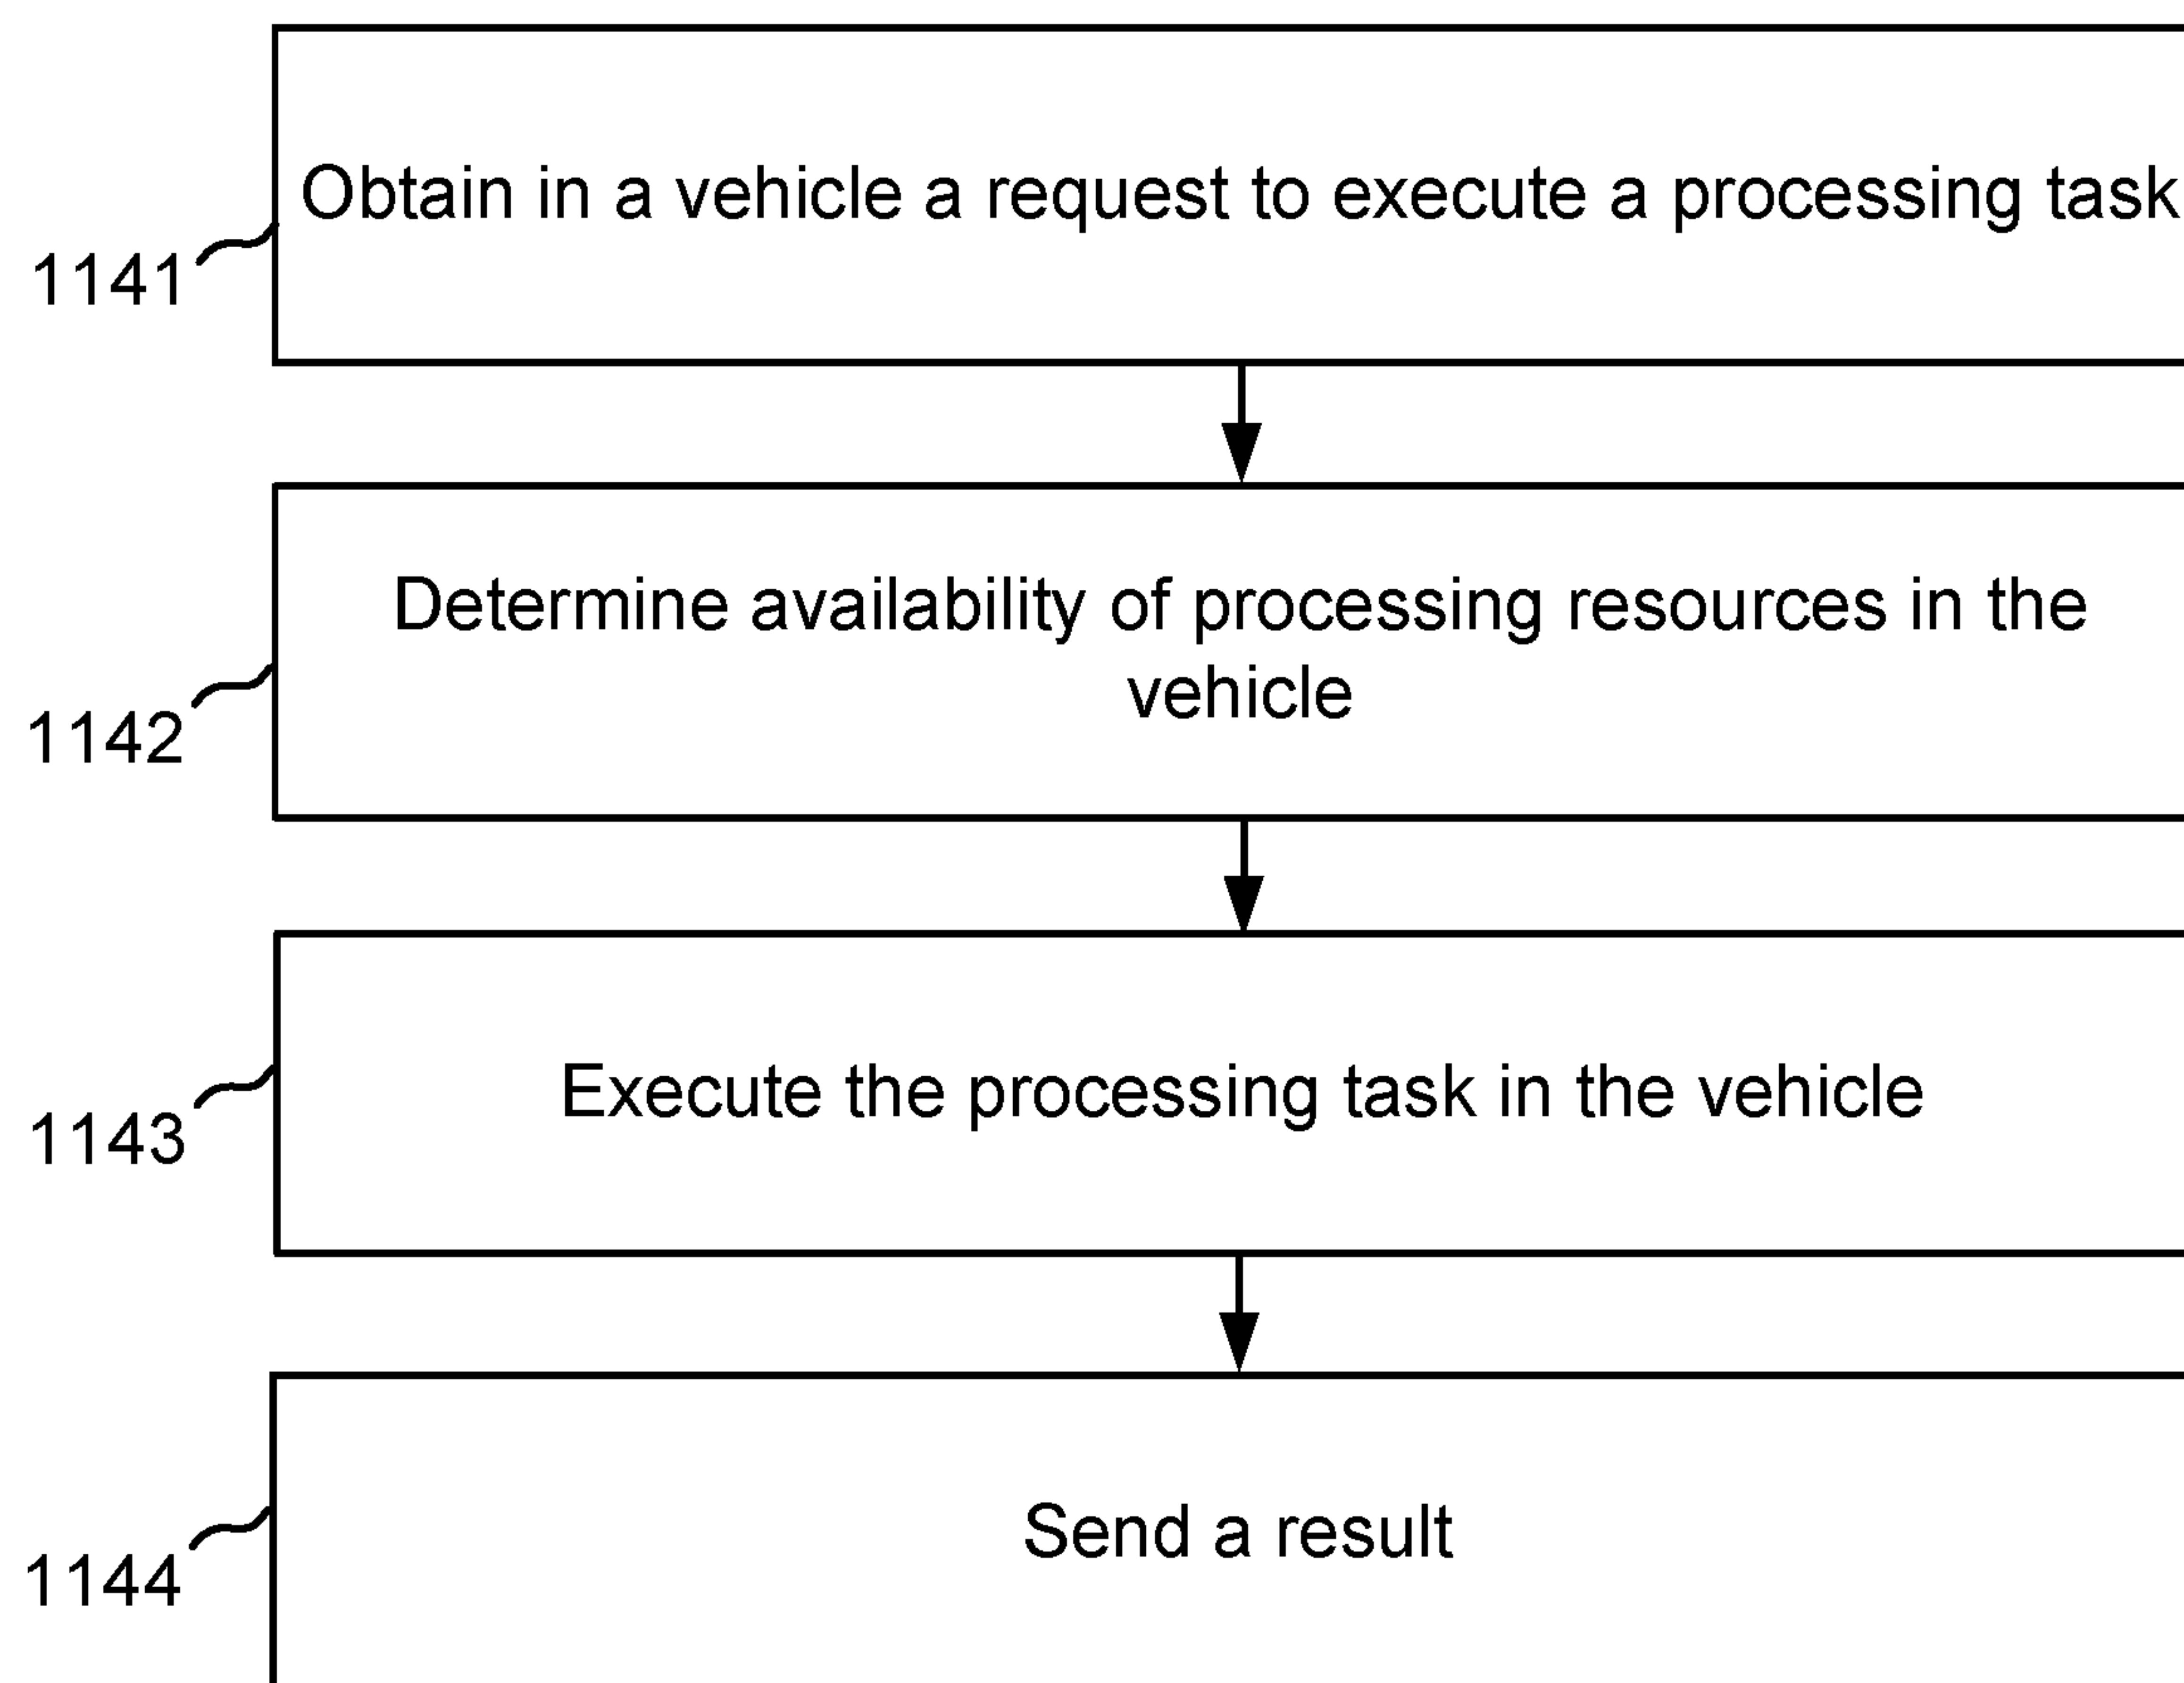 Obtain in a vehicle a request to execute a processing task
1141
Determine availability of processing resources in the
vehicle
1142
Execute the processing task in the vehicle
1143
Send a result
1144